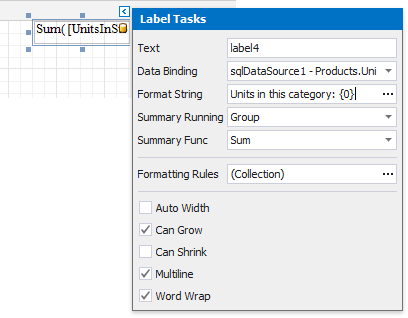 Sum([UnitsInS
Label Tasks
Text label4
Data Binding sqlDataSource1 - Products.Uni
Format String Units in this category: {0} ...
Summary Running Group
Summary Func Sum
Formatting Rules (Collection) ...
Auto Width
Can Grow
Can Shrink
Multiline
Word Wrap